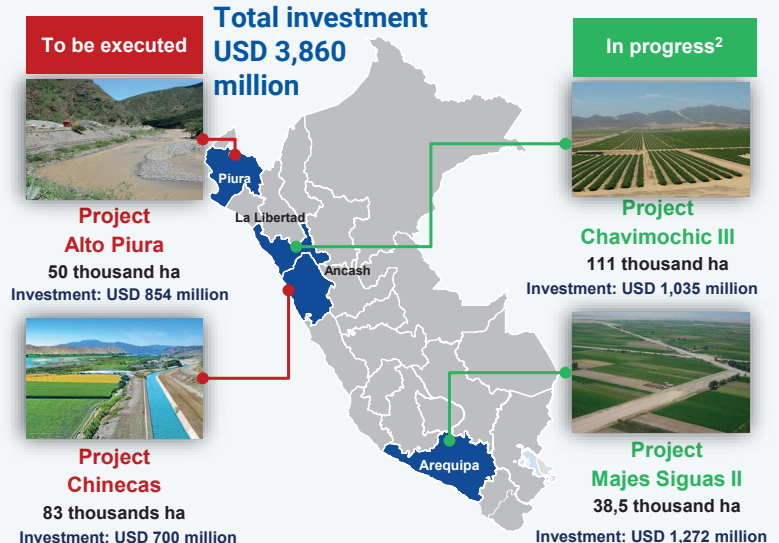 To be executed
Total investment
USD 3,860
million
In progress²
Piura
La Libertad
Ancash
Arequipa
Project
Alto Piura
50 thousand ha
Investment: USD 854 million
Project
Chavimochic III
111 thousand ha
Investment: USD 1,035 million
Project
Chinecas
83 thousands ha
Investment: USD 700 million
Project
Majes Siguas II
38,5 thousand ha
Investment: USD 1,272 million